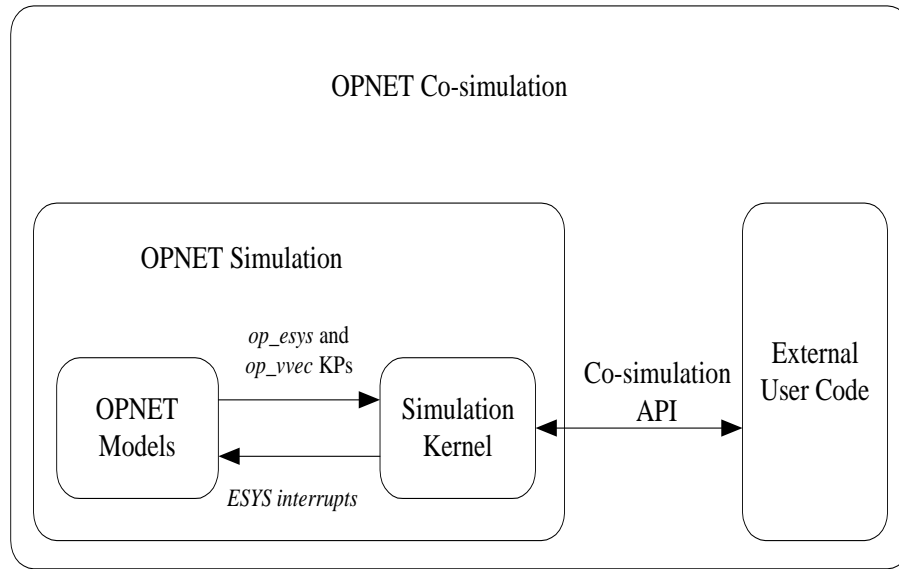 OPNET Co-simulation
OPNET Simulation
op_esys and
op_vvec KPs
OPNET
Models
Simulation
Kernel
ESYS interrupts
Co-simulation
API
External
User Code